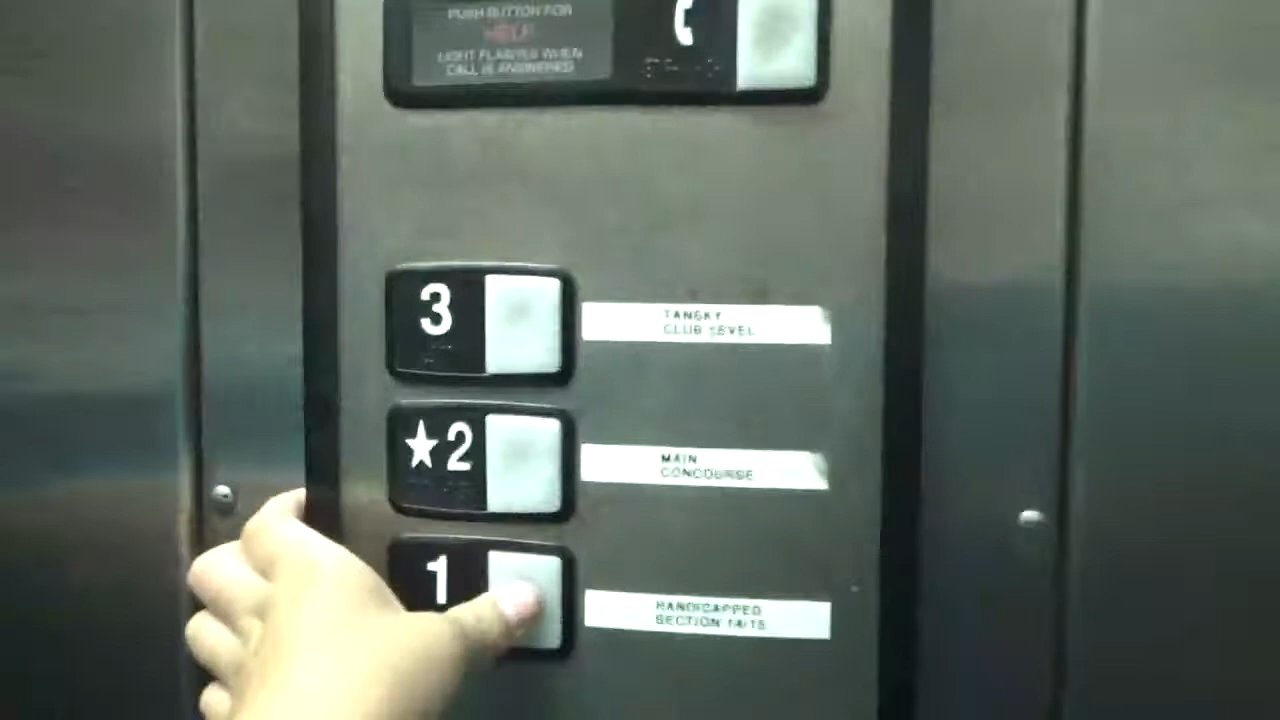 PUSH BUTTON FOR
HELP
LIGHT FLASHES WHEN
CALL IS ANSWERED
3
TANSKY
CLUB LEVEL
★2
MAIN
CONCOURSE
1
HANDICAPPED
SECTION 14/15